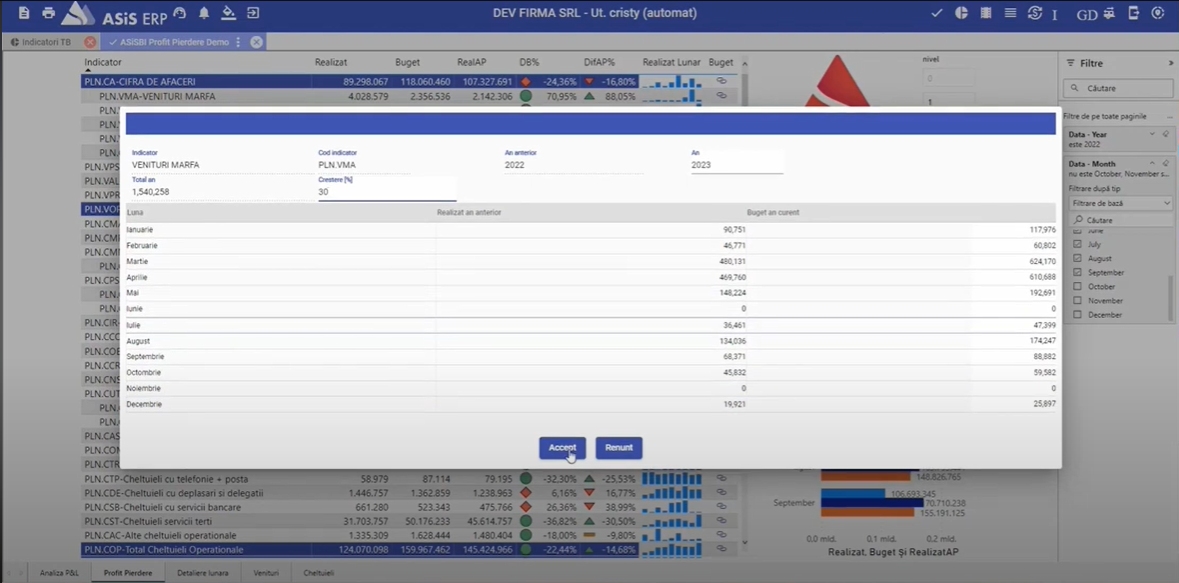 ASiS ERP
DEV FIRMA SRL - Ut. cristy (automat)
GD
Indicatori TB
ASiSBI Profit Pierdere Demo
Indicator Realizat Buget RealAP DB% DifAP% Realizat Lunar Buget
PLN.CA-CIFRA DE AFACERI 89.298.067 118.060.460 107.327.691 -24,36% -16,80%
PLN.VMA-VENITURI MARFA 4.028.579 2.356.536 2.142.306 70,95% 88,05%
nivel
0
1
Filtre
Căutare
Filtre de pe toate paginile
Data - Year
este 2022
Data - Month
nu este October, November s...
Filtrare după tip
Filtrare de bază
Căutare
June
July
August
September
October
November
December
Indicator Cod indicator An anterior An
VENITURI MARFA PLN.VMA 2022 2023
Total an Crestere [%]
1,540,258 30
Luna Realizat an anterior Buget an curent
Ianuarie 90,751 117,976
Februarie 46,771 60,802
Martie 480,131 624,170
Aprilie 469,760 610,688
Mai 148,224 192,691
Iunie 0 0
Iulie 36,461 47,399
August 134,036 174,247
Septembrie 68,371 88,882
Octombrie 45,832 59,582
Noiembrie 0 0
Decembrie 19,921 25,897
Accept Renunt
PLN.VPS
PLN.VAL
PLN.VPR
PLN.VOP
PLN.CPS
PLN.CIR-
PLN.CCC
PLN.CCR
PLN.CNS
PLN.CUT
PLN.CAS
PLN.CTR
PLN.CTP-Cheltuieli cu telefonie + posta 58.979 87.114 79.195 -32,30% -25,53%
PLN.CDE-Cheltuieli cu deplasari si delegatii 1.446.757 1.362.859 1.238.963 6,16% 16,77%
PLN.CSB-Cheltuieli cu servicii bancare 661.280 523.343 475.766 26,36% 38,99%
PLN.CST-Cheltuieli servicii terti 31.703.757 50.176.233 45.614.757 -36,82% -30,50%
PLN.CAC-Alte cheltuieli operationale 1.335.309 1.628.444 1.480.404 -18,00% -9,80%
PLN.COP-Total Cheltuieli Operationale 124.070.098 159.967.462 145.424.966 -22,44% -14,68%
148.826.765
September
106.693.345
70.710.238
155.191.125
0.0 mld. 0.1 mld. 0.2 mld.
Realizat, Buget Și RealizatAP
Analiza P&L Profit Pierdere Detaliere lunara Venituri Cheltuieli